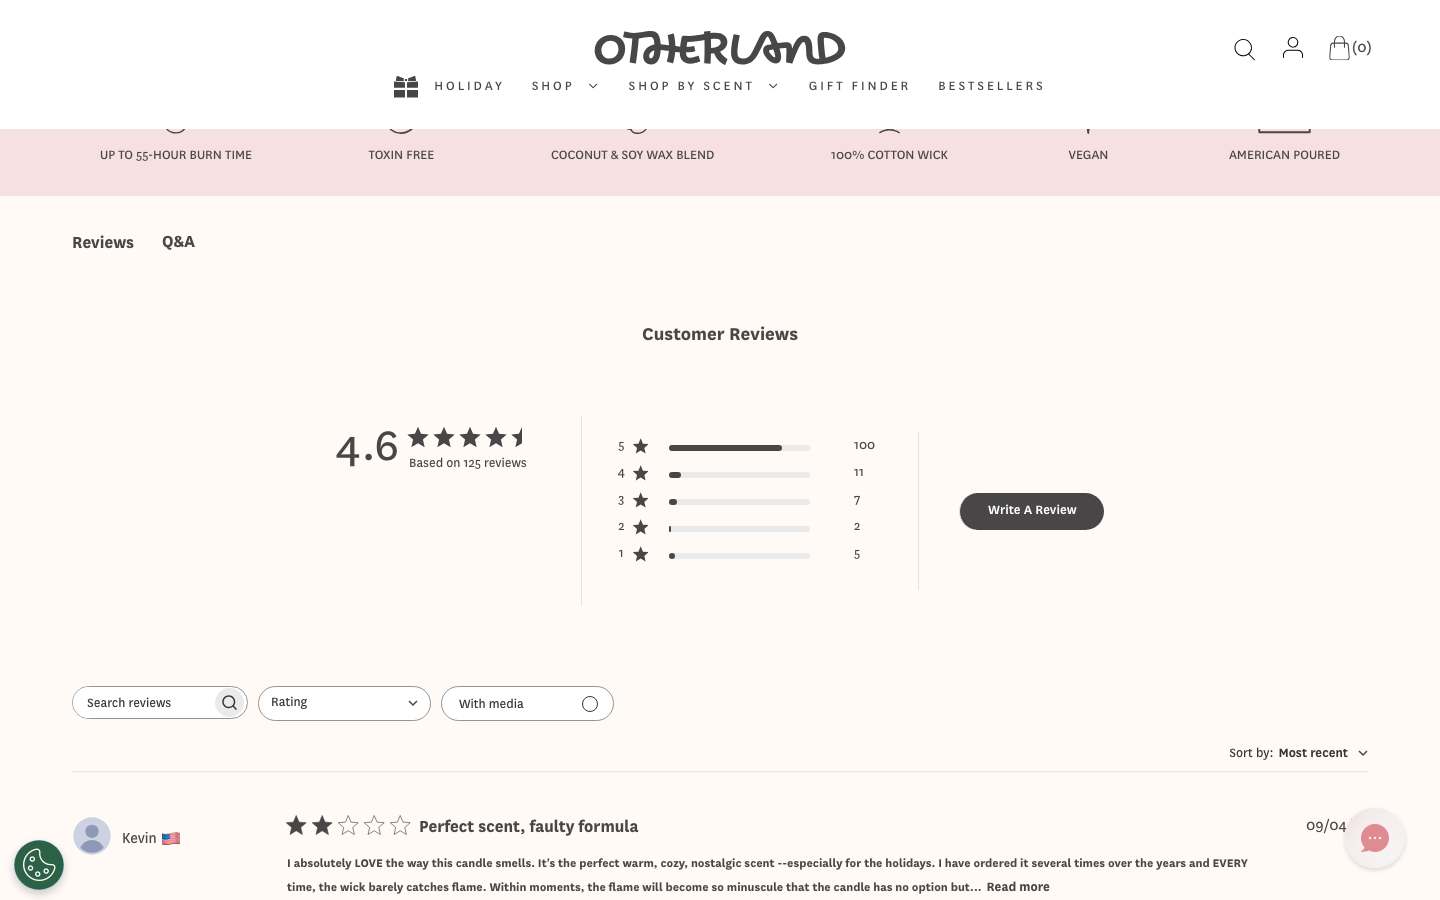 OTHERLAND
(0)
HOLIDAY
SHOP
SHOP BY SCENT
GIFT FINDER
BESTSELLERS
UP TO 55-HOUR BURN TIME
TOXIN FREE
COCONUT & SOY WAX BLEND
100% COTTON WICK
VEGAN
AMERICAN POURED
Reviews
Q&A
Customer Reviews
4.6
Based on 125 reviews
5 100
4 11
3 7
2 2
1 5
Write A Review
Search reviews
Rating
With media
Sort by: Most recent
Kevin
Perfect scent, faulty formula
09/04
I absolutely LOVE the way this candle smells. It's the perfect warm, cozy, nostalgic scent --especially for the holidays. I have ordered it several times over the years and EVERY
time, the wick barely catches flame. Within moments, the flame will become so minuscule that the candle has no option but... Read more